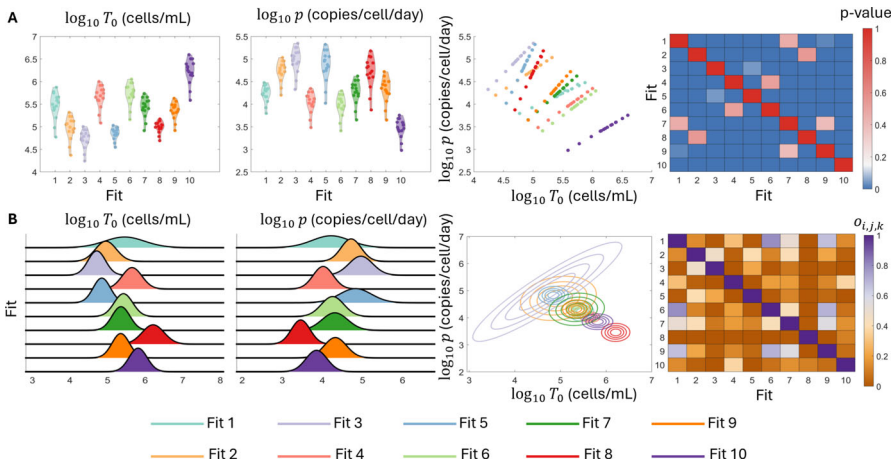 A
log10 T0 (cells/mL)
log10 p (copies/cell/day)
p-value
7
6.5
6
5.5
5
4.5
4
1 2 3 4 5 6 7 8 9 10
Fit
5.5
5
4.5
4
3.5
3
2.5
1 2 3 4 5 6 7 8 9 10
Fit
log10 p (copies/cell/day)
5.5
5
4.5
4
3.5
3
2.5
4 4.5 5 5.5 6 6.5 7
log10 T0 (cells/mL)
Fit
1
2
3
4
5
6
7
8
9
10
1 2 3 4 5 6 7 8 9 10
Fit
1
0.8
0.6
0.4
0.2
0
B
log10 T0 (cells/mL)
log10 p (copies/cell/day)
oi,j,k
Fit
3 4 5 6 7 8
2 3 4 5 6
log10 p (copies/cell/day)
7
6
5
4
3
2
3 4 5 6 7
log10 T0 (cells/mL)
1
2
3
4
5
6
7
8
9
10
1 2 3 4 5 6 7 8 9 10
Fit
1
0.8
0.6
0.4
0.2
0
Fit 1 Fit 3 Fit 5 Fit 7 Fit 9
Fit 2 Fit 4 Fit 6 Fit 8 Fit 10